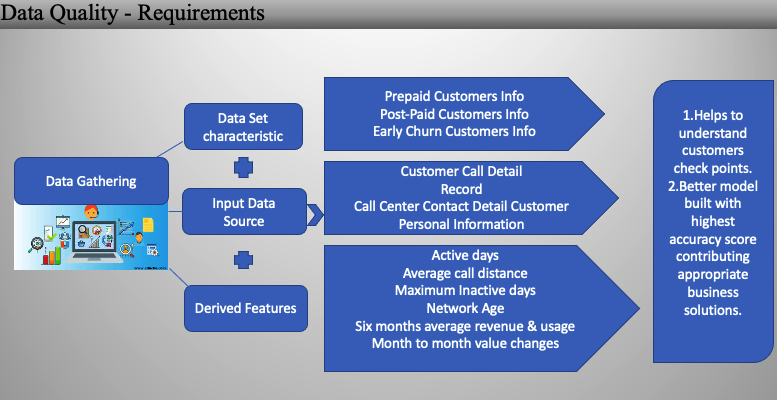 Data Quality - Requirements
Data Gathering
Data Set
characteristic
Input Data
Source
Derived Features
Prepaid Customers Info
Post-Paid Customers Info
Early Churn Customers Info
Customer Call Detail
Record
Call Center Contact Detail Customer
Personal Information
Active days
Average call distance
Maximum Inactive days
Network Age
Six months average revenue & usage
Month to month value changes
1.Helps to
understand
customers
check points.
2.Better model
built with
highest
accuracy score
contributing
appropriate
business
solutions.